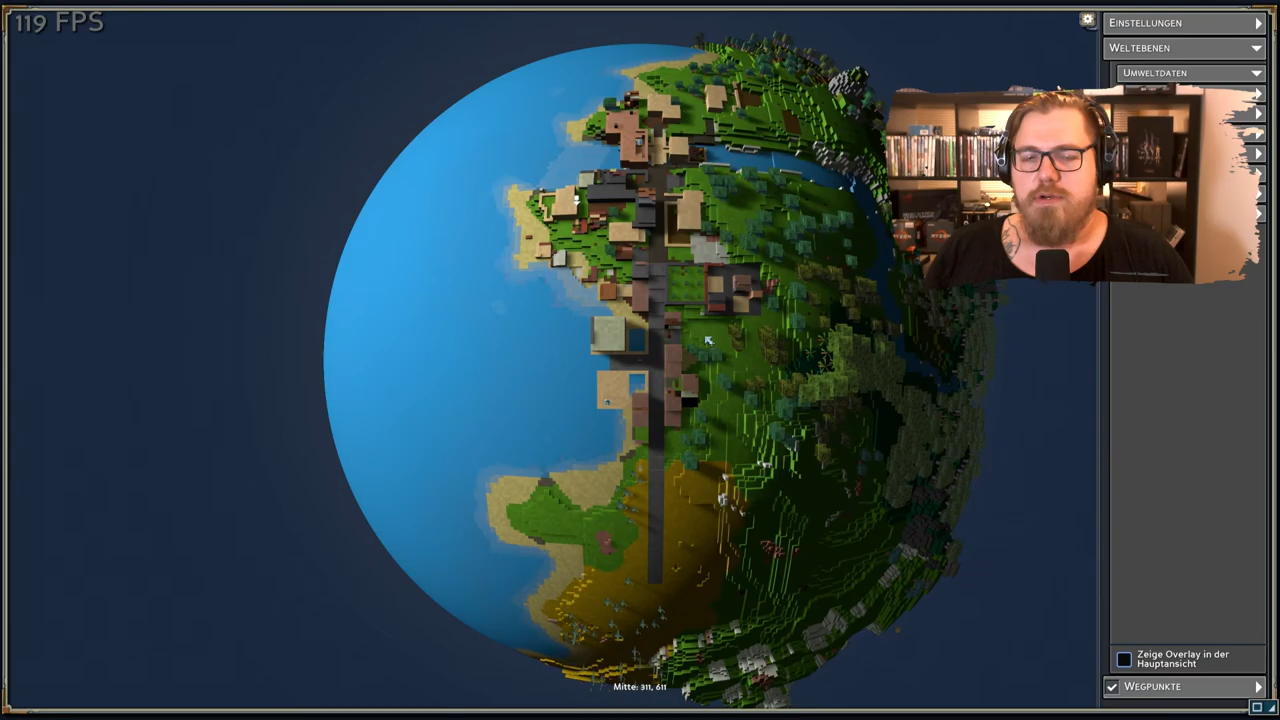 119 FPS
Einstellungen
Weltebenen
Umweltdaten
Zeige Overlay in der
Hauptansicht
Wegpunkte
Mitte: 311, 611